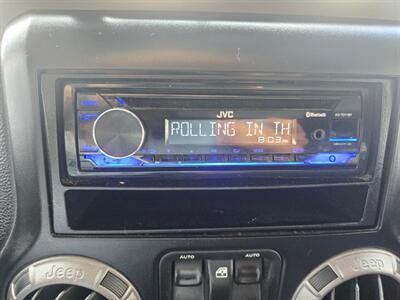 JVC
Bluetooth
ROLLING IN TH
8:03
AUTO
AUTO
Jeep
Jeep